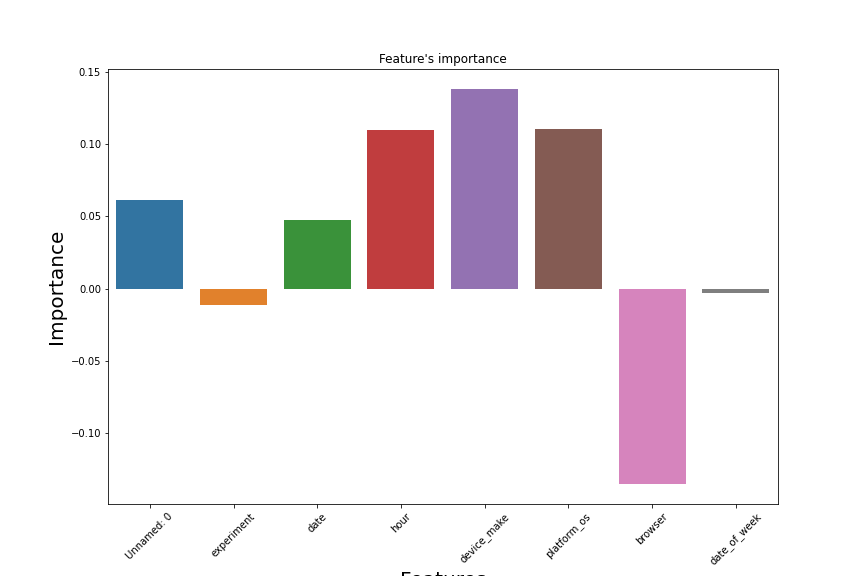 Feature's importance
0.15
0.10
0.05
0.00
−0.05
−0.10
Importance
Unnamed: 0
experiment
date
hour
device_make
platform_os
browser
date_of_week
Features